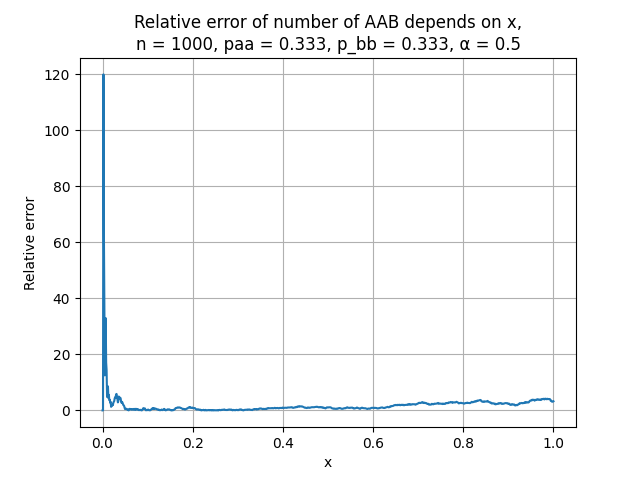 Relative error of number of AAB depends on x,
n = 1000, paa = 0.333, p_bb = 0.333, α = 0.5
120
100
80
60
40
20
0
Relative error
0.0 0.2 0.4 0.6 0.8 1.0
x